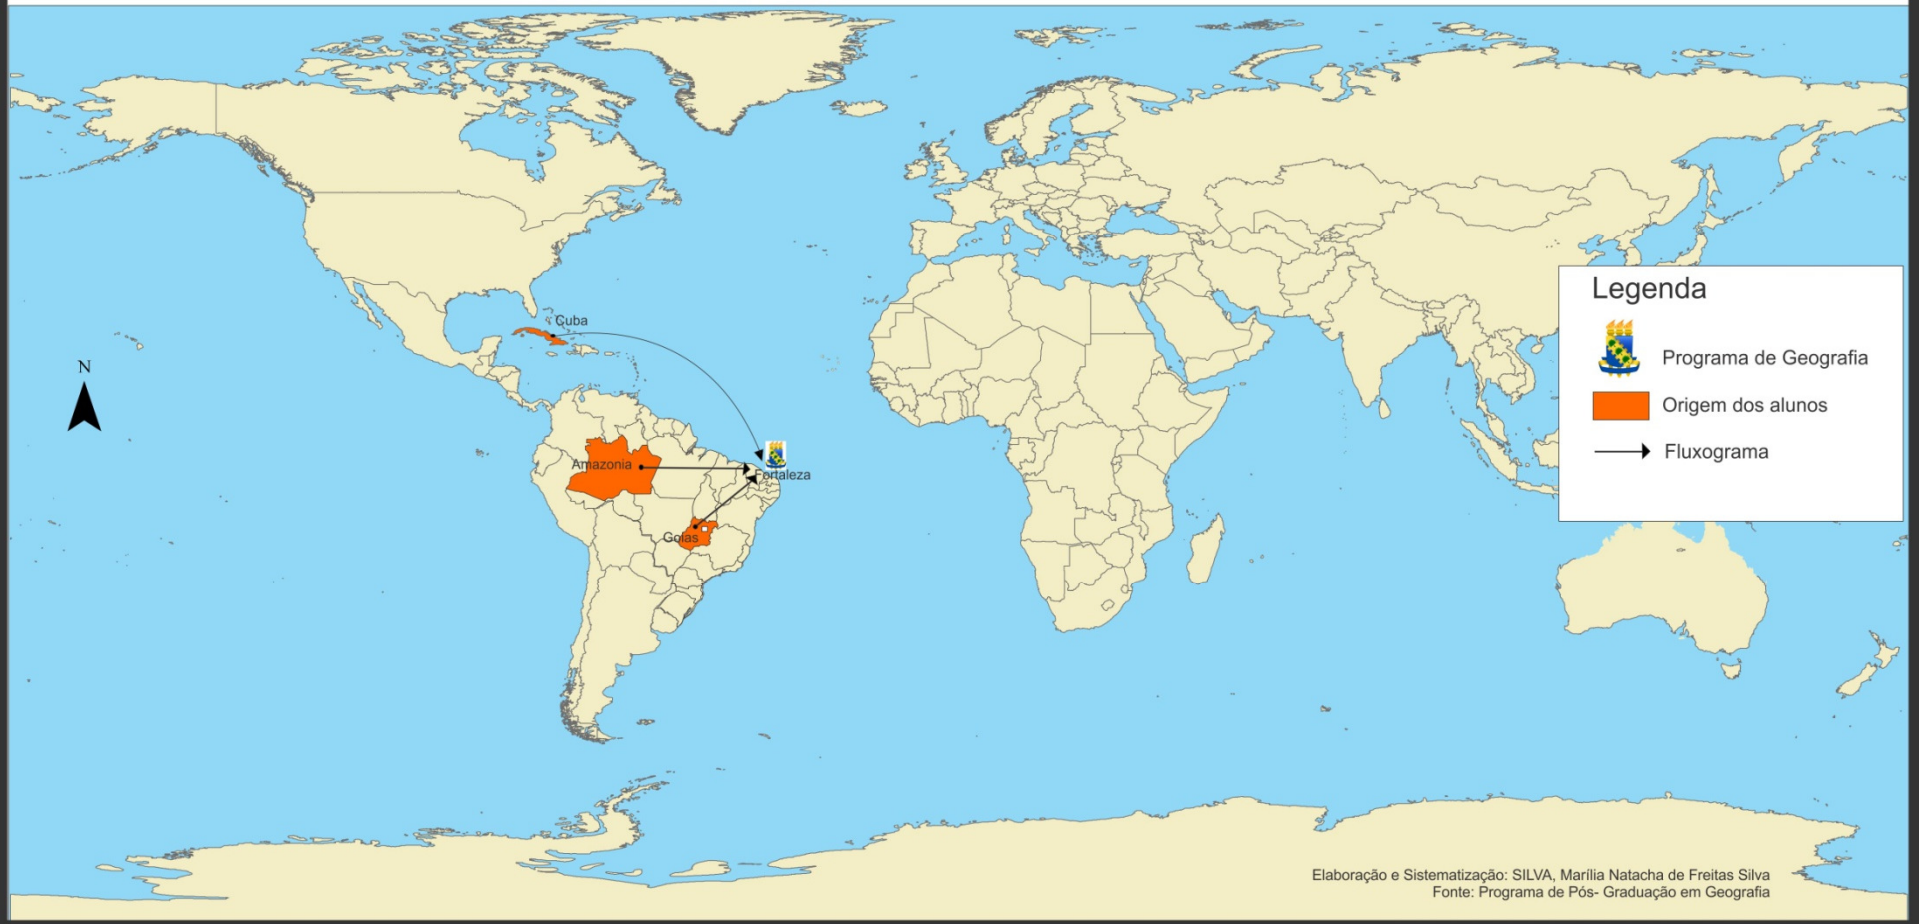 Cuba
N
Amazonia
Fortaleza
Goias
Legenda
Programa de Geografia
Origem dos alunos
Fluxograma
Elaboração e Sistematização: SILVA, Marília Natacha de Freitas Silva
Fonte: Programa de Pós- Graduação em Geografia